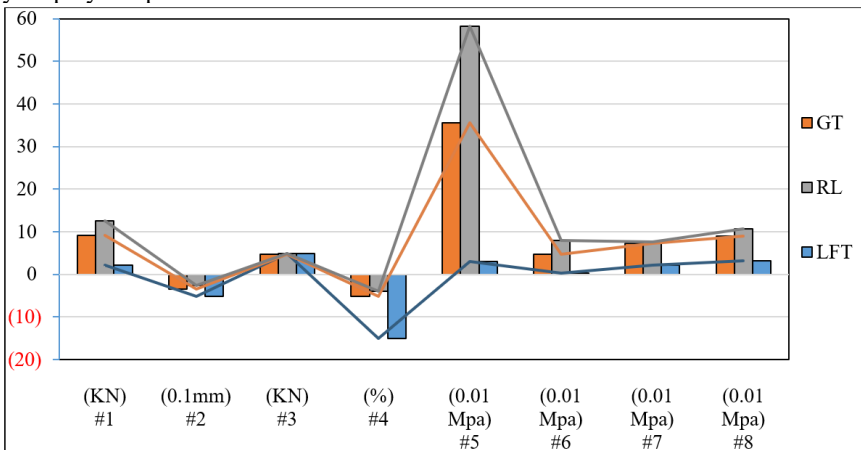 60
50
40
30
20
10
0
(10)
(20)
(KN) #1
(0.1mm) #2
(KN) #3
(%) #4
(0.01 Mpa) #5
(0.01 Mpa) #6
(0.01 Mpa) #7
(0.01 Mpa) #8
GT
RL
LFT